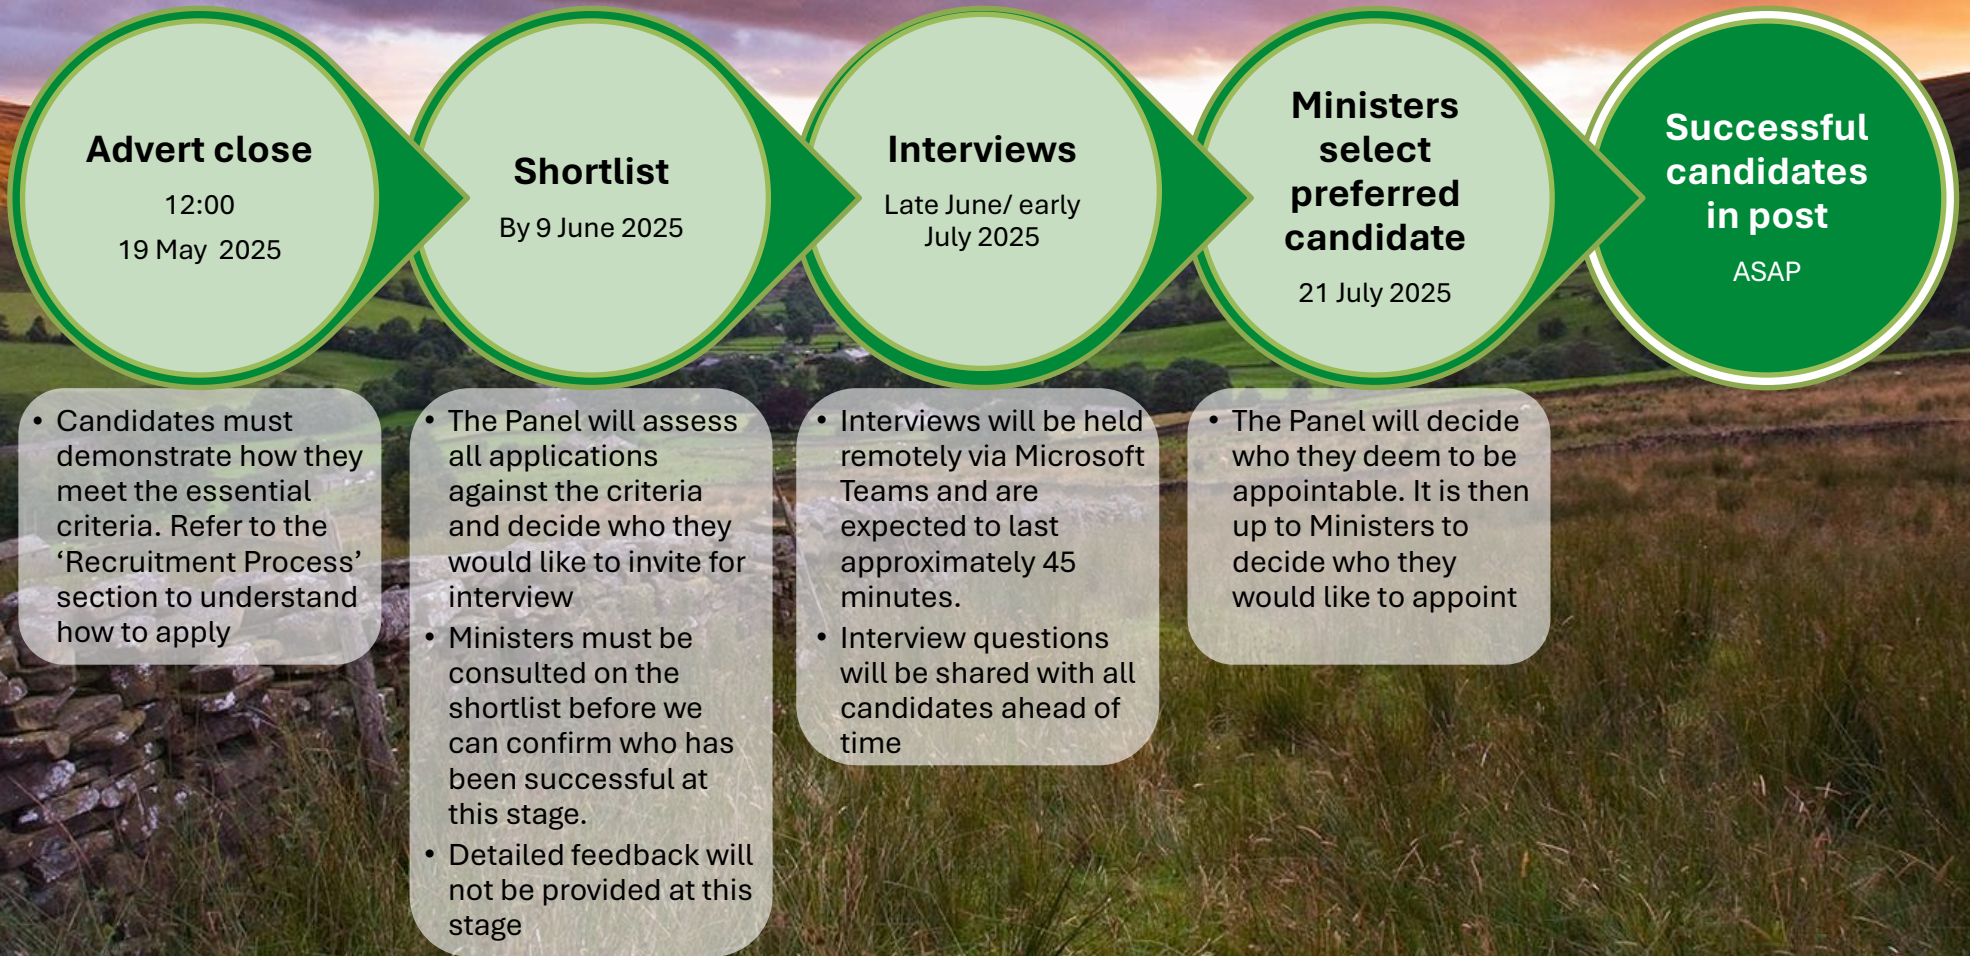 Advert close
12:00
19 May  2025
• Candidates must
demonstrate how they
meet the essential
criteria. Refer to the
‘Recruitment Process’
section to understand
how to apply
Shortlist
By 9 June 2025
• The Panel will assess
all applications
against the criteria
and decide who they
would like to invite for
interview
• Ministers must be
consulted on the
shortlist before we
can confirm who has
been successful at
this stage.
• Detailed feedback will
not be provided at this
stage
Interviews
Late June/ early
July 2025
• Interviews will be held
remotely via Microsoft
Teams and are
expected to last
approximately 45
minutes.
• Interview questions
will be shared with all
candidates ahead of
time
Ministers
select
preferred
candidate
21 July 2025
• The Panel will decide
who they deem to be
appointable. It is then
up to Ministers to
decide who they
would like to appoint
Successful
candidates
in post
ASAP